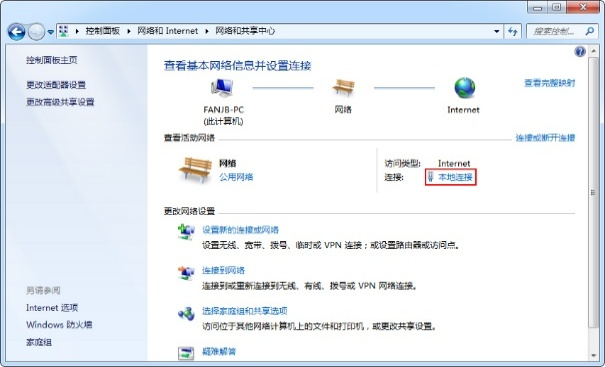 控制面板 网络和 Internet 网络和共享中心
搜索控制...
控制面板主页
更改适配器设置
更改高级共享设置
查看基本网络信息并设置连接
FANJB-PC
(此计算机)
网络
Internet
查看完整映射
查看活动网络
连接或断开连接
网络
公用网络
访问类型: Internet
连接: 本地连接
更改网络设置
设置新的连接或网络
设置无线、宽带、拨号、临时或 VPN 连接；或设置路由器或访问点。
连接到网络
连接到或重新连接到无线、有线、拨号或 VPN 网络连接。
选择家庭组和共享选项
访问位于其他网络计算机上的文件和打印机，或更改共享设置。
疑难解答
另请参阅
Internet 选项
Windows 防火墙
家庭组